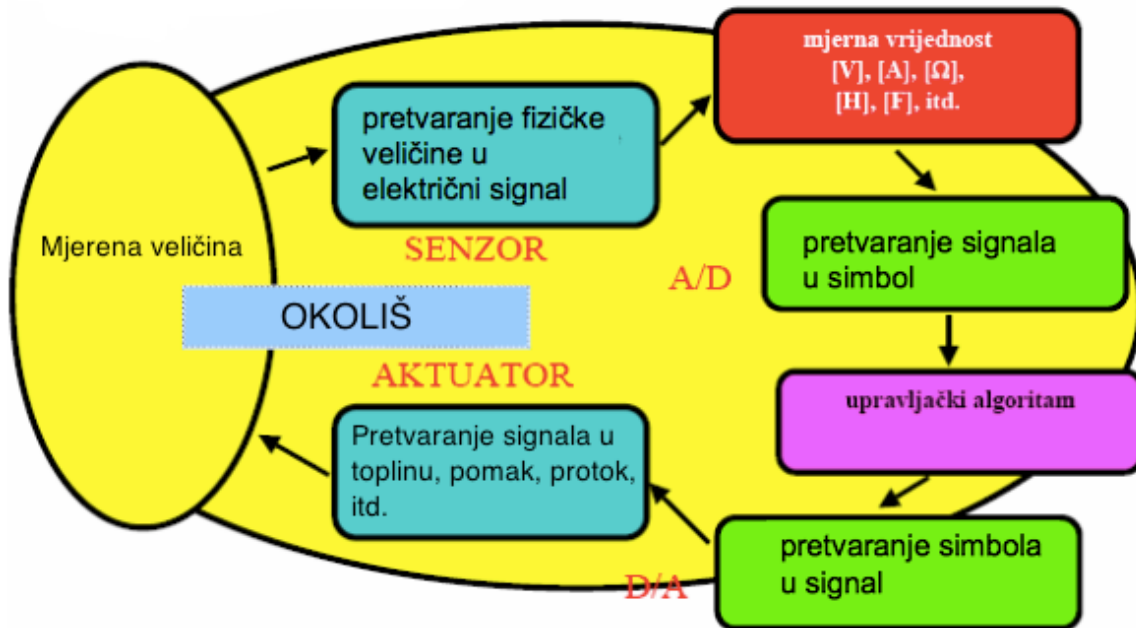 mjerna vrijednost
[V], [A], [Ω],
[H], [F], itd.
pretvaranje fizičke
veličine u
električni signal
Mjerena veličina
SENZOR
pretvaranje signala
u simbol
A/D
OKOLIŠ
AKTUATOR
upravljački algoritam
Pretvaranje signala u
toplinu, pomak, protok,
itd.
pretvaranje simbola
u signal
D/A